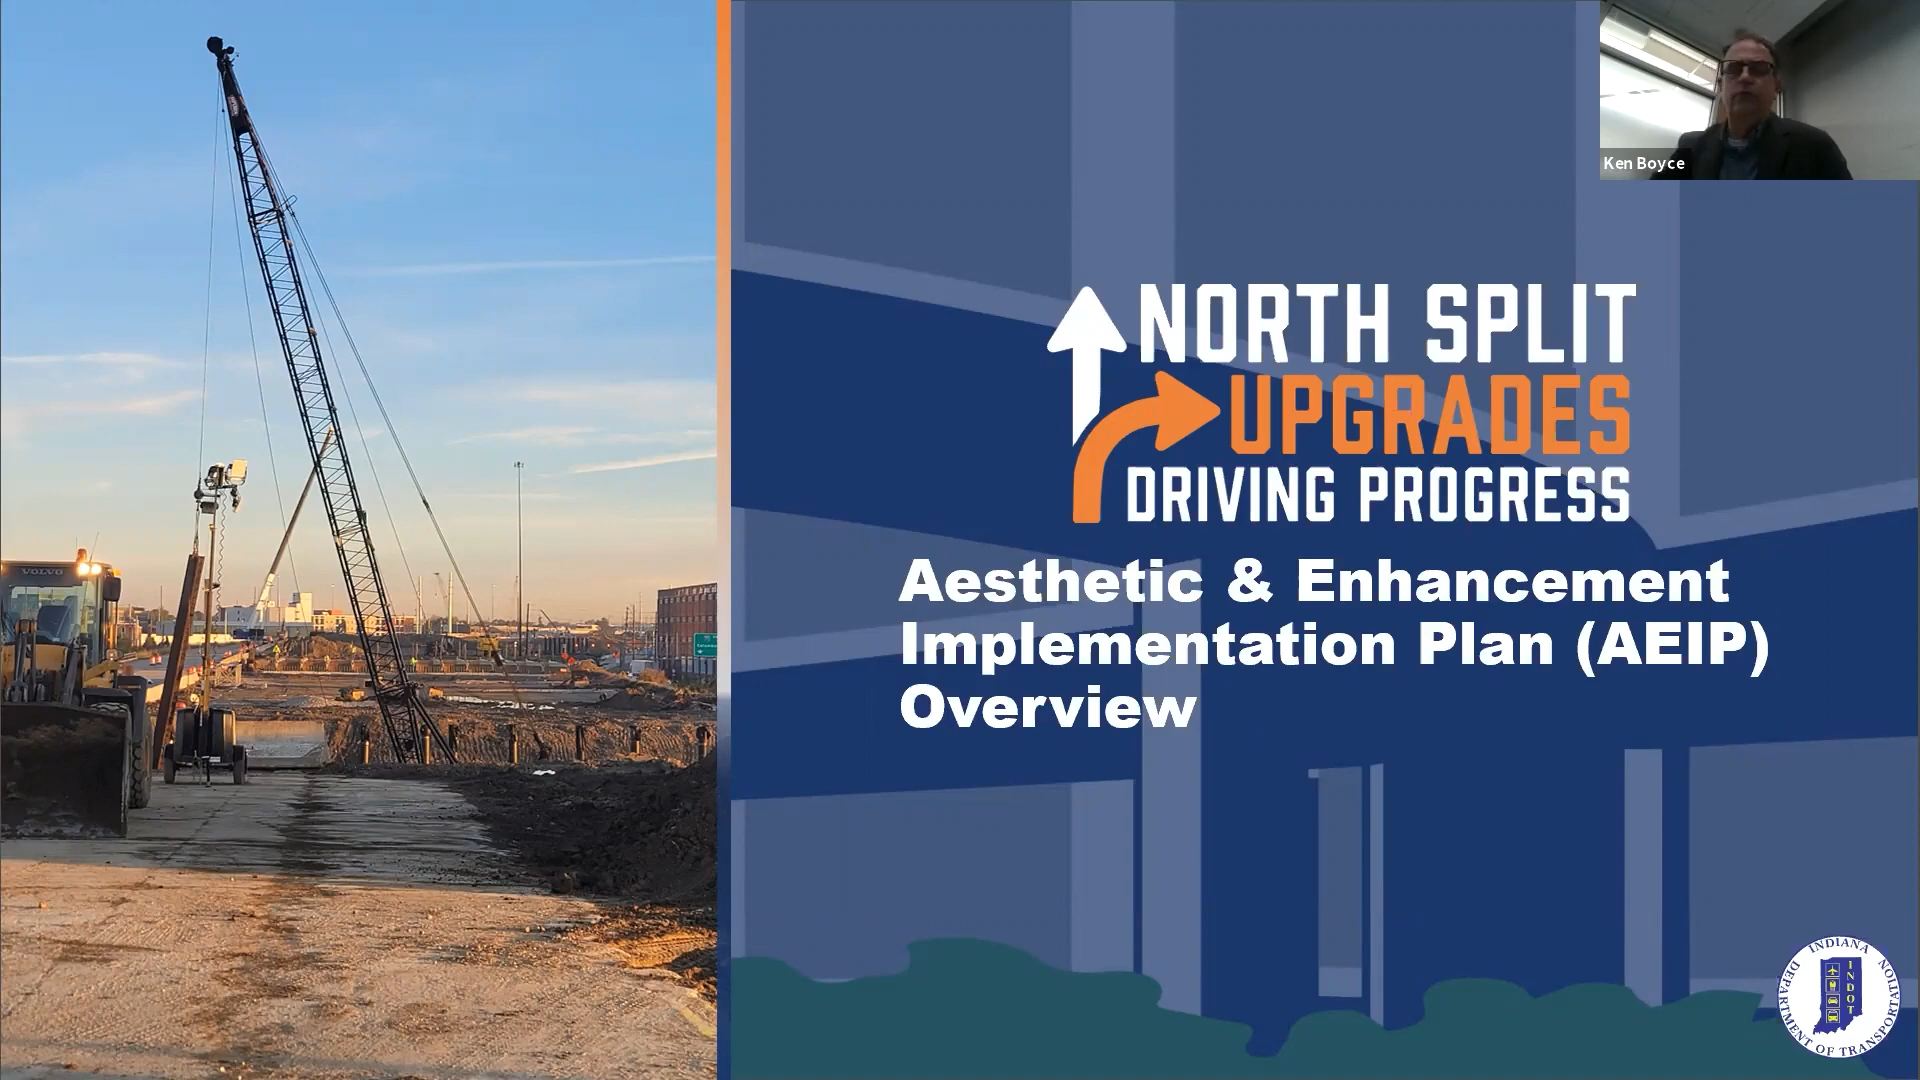 Ken Boyce
NORTH SPLIT
UPGRADES
DRIVING PROGRESS
Aesthetic & Enhancement
Implementation Plan (AEIP)
Overview
VOLVO
INDIANA
DEPARTMENT OF TRANSPORTATION
INDOT